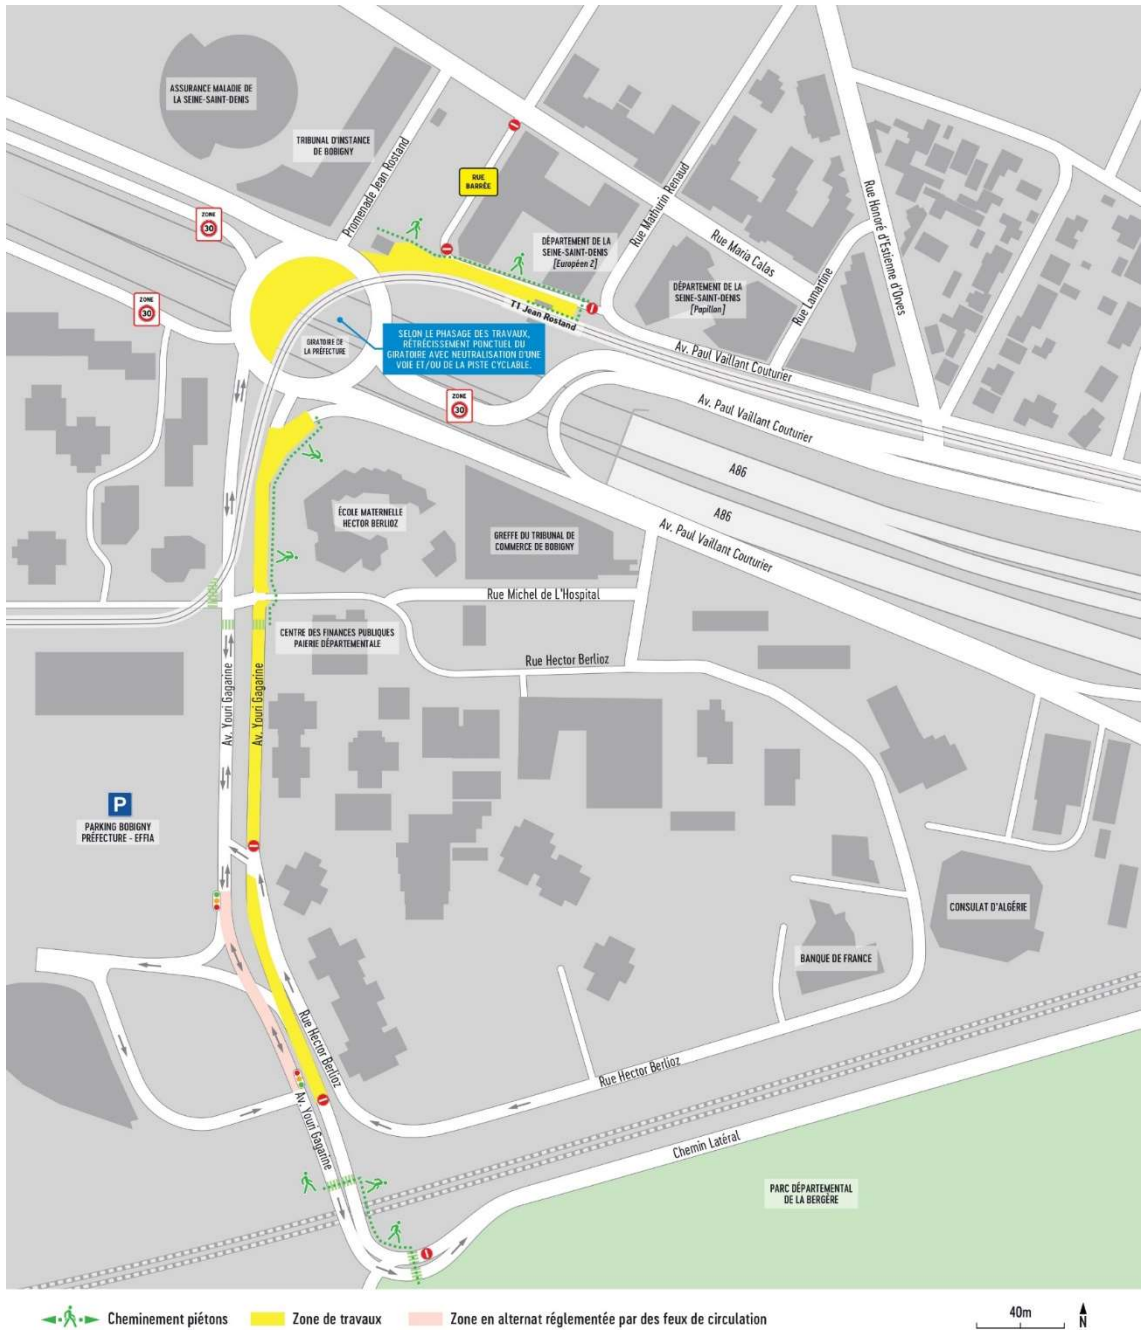 ASSURANCE MALADIE DE
LA SEINE-SAINT-DENIS
TRIBUNAL D'INSTANCE
DE BOBIGNY
Promenade Jean Rostand
RUE
BARRÉE
ZONE
30
ZONE
30
DÉPARTEMENT DE LA
SEINE-SAINT-DENIS
[Européen 2]
Rue Mathurin Renaud
Rue Maria Calas
Rue Honoré d'Estienne d'Orves
Rue Lamartine
DÉPARTEMENT DE LA
SEINE-SAINT-DENIS
[Papillon]
T1 Jean Rostand
GIRATOIRE DE
LA PRÉFECTURE
SELON LE PHASAGE DES TRAVAUX,
RÉTRÉCISSEMENT PONCTUEL DU
GIRATOIRE AVEC NEUTRALISATION D'UNE
VOIE ET/OU DE LA PISTE CYCLABLE.
Av. Paul Vaillant Couturier
ZONE
30
Av. Paul Vaillant Couturier
A86
A86
Av. Paul Vaillant Couturier
ÉCOLE MATERNELLE
HECTOR BERLIOZ
GREFFE DU TRIBUNAL DE
COMMERCE DE BOBIGNY
Rue Michel de L'Hospital
CENTRE DES FINANCES PUBLIQUES
PAIERIE DÉPARTEMENTALE
Rue Hector Berlioz
Av. Youri Gagarine
Av. Youri Gagarine
P
PARKING BOBIGNY
PRÉFECTURE - EFFIA
CONSULAT D'ALGÉRIE
BANQUE DE FRANCE
Rue Hector Berlioz
Rue Hector Berlioz
Av. Youri Gagarine
Chemin Latéral
PARC DÉPARTEMENTAL
DE LA BERGÈRE
Cheminement piétons
Zone de travaux
Zone en alternat réglementée par des feux de circulation
40m
N